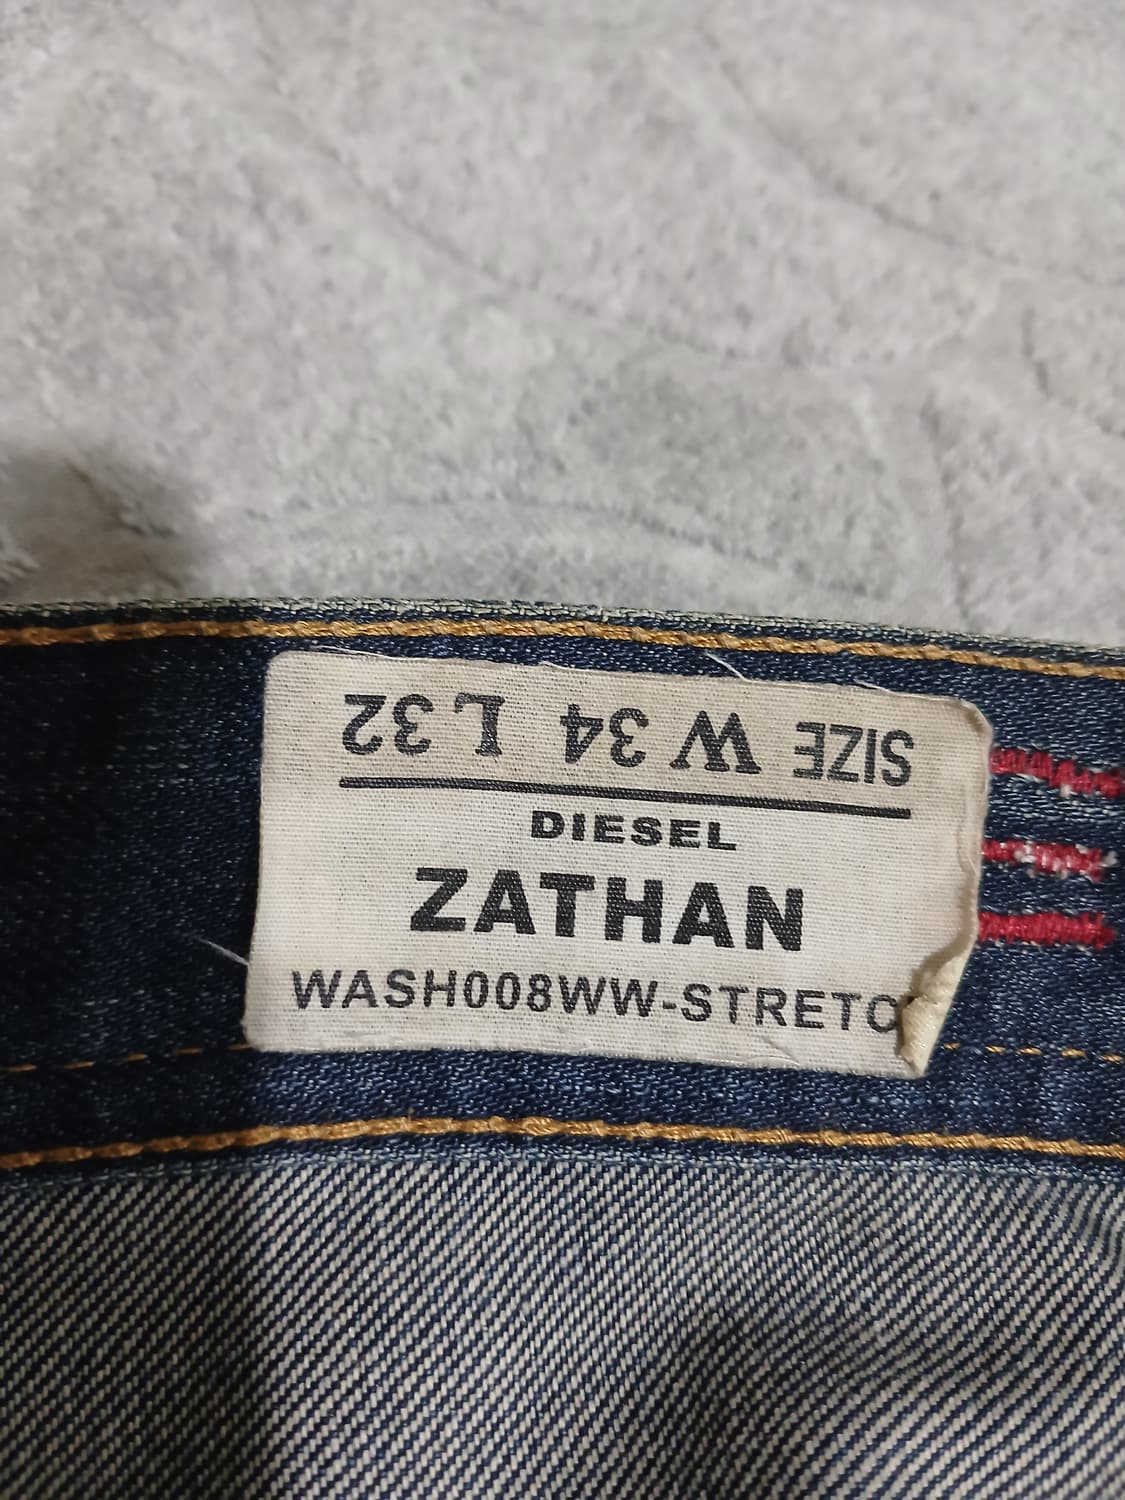 SIZE W 34 L 32
DIESEL
ZATHAN
WASH008WW-STRETC